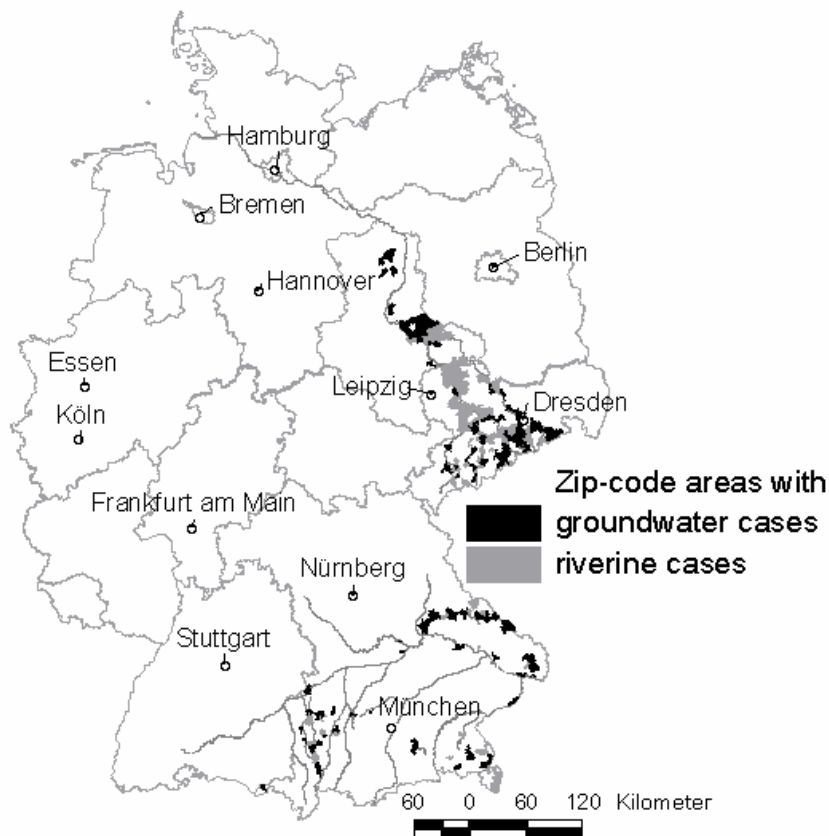 Hamburg
Bremen
Berlin
Hannover
Essen
Leipzig
Köln
Dresden
Zip-code areas with
groundwater cases
riverine cases
Frankfurt am Main
Nürnberg
Stuttgart
München
60 0 60 120 Kilometer